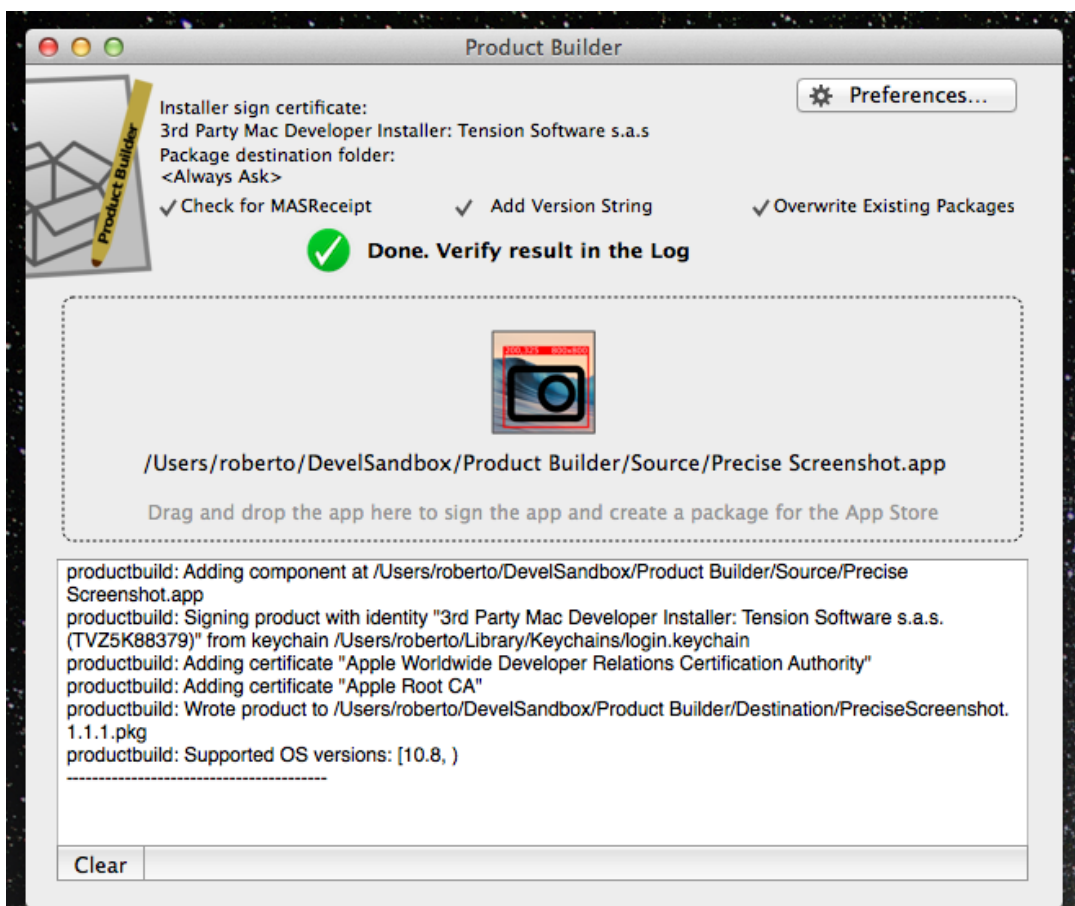 Product Builder
Preferences...
Product Builder
Installer sign certificate:
3rd Party Mac Developer Installer: Tension Software s.a.s
Package destination folder:
<Always Ask>
Check for MASReceipt
Add Version String
Overwrite Existing Packages
Done. Verify result in the Log
200,325 800x800
/Users/roberto/DevelSandbox/Product Builder/Source/Precise Screenshot.app
Drag and drop the app here to sign the app and create a package for the App Store
productbuild: Adding component at /Users/roberto/DevelSandbox/Product Builder/Source/Precise
Screenshot.app
productbuild: Signing product with identity "3rd Party Mac Developer Installer: Tension Software s.a.s.
(TVZ5K88379)" from keychain /Users/roberto/Library/Keychains/login.keychain
productbuild: Adding certificate "Apple Worldwide Developer Relations Certification Authority"
productbuild: Adding certificate "Apple Root CA"
productbuild: Wrote product to /Users/roberto/DevelSandbox/Product Builder/Destination/PreciseScreenshot.
1.1.1.pkg
productbuild: Supported OS versions: [10.8, )
-----------------------------------------
Clear